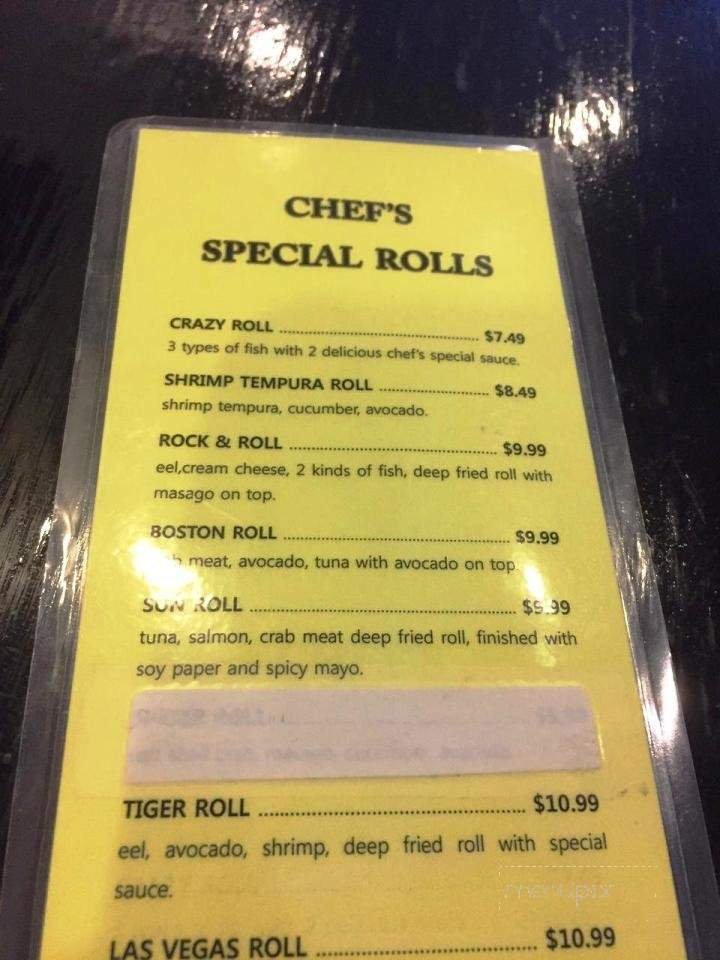 CHEF'S
SPECIAL ROLLS
CRAZY ROLL ........................................ $7.49
3 types of fish with 2 delicious chef's special sauce.
SHRIMP TEMPURA ROLL ...................... $8.49
shrimp tempura, cucumber, avocado.
ROCK & ROLL ........................................ $9.99
eel,cream cheese, 2 kinds of fish, deep fried roll with
masago on top.
BOSTON ROLL ........................................ $9.99
meat, avocado, tuna with avocado on top
SUN ROLL ........................................ $9.99
tuna, salmon, crab meat deep fried roll, finished with
soy paper and spicy mayo.
TIGER ROLL ........................................ $10.99
eel, avocado, shrimp, deep fried roll with special
sauce.
menupix
LAS VEGAS ROLL ................................ $10.99